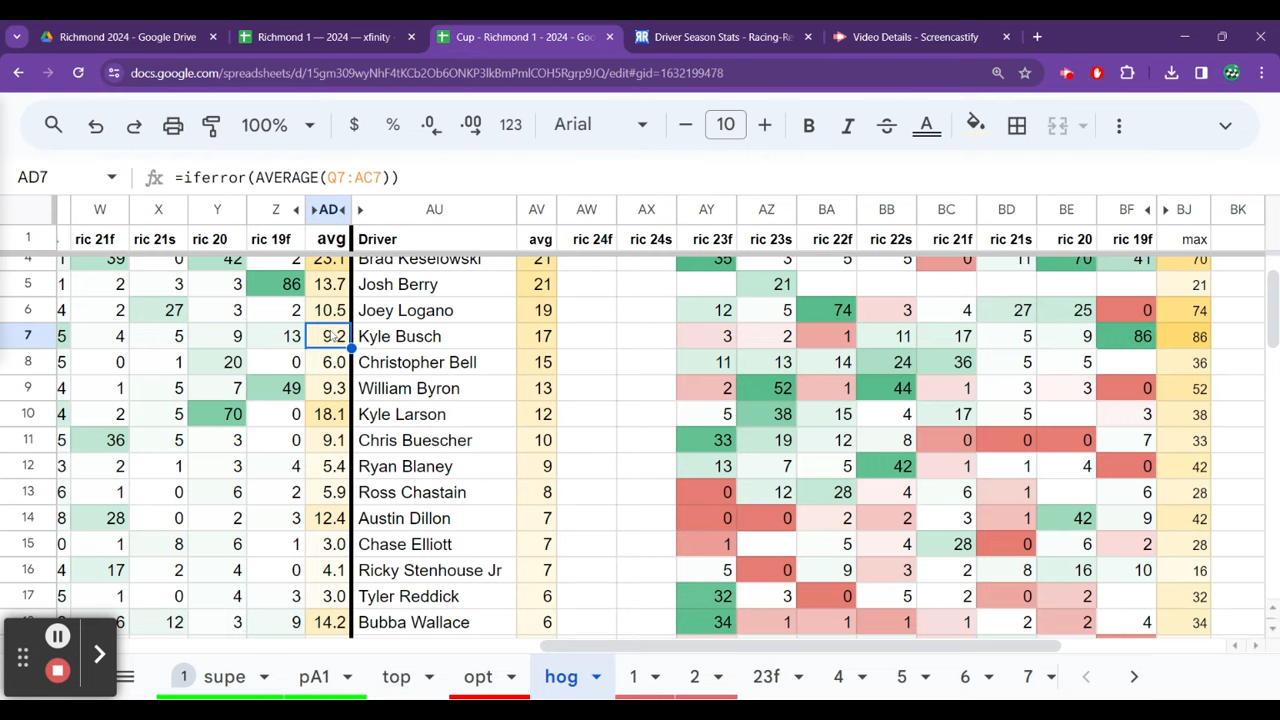 Richmond 2024 - Google Drive × Richmond 1 — 2024 — xfinity × Cup - Richmond 1 - 2024 - Goo × Driver Season Stats - Racing-Re × Video Details - Screencastify × +
docs.google.com/spreadsheets/d/15gm309wyNhF4tKCb2Ob6ONKP3lkBmPmlCOH5Rgrp9JQ/edit#gid=1632199478
100% $ % .0 .00 123 Arial − 10 + B I S A
AD7 fx =iferror(AVERAGE(Q7:AC7))
W X Y Z AD AU AV AW AX AY AZ BA BB BC BD BE BF BJ BK
1 ric 21f ric 21s ric 20 ric 19f avg Driver avg ric 24f ric 24s ric 23f ric 23s ric 22f ric 22s ric 21f ric 21s ric 20 ric 19f max
4 1 39 0 42 2 23.1 Brad Keselowski 21 35 3 5 5 0 11 70 41 70
5 1 2 3 3 86 13.7 Josh Berry 21 21 21
6 4 2 27 3 2 10.5 Joey Logano 19 12 5 74 3 4 27 25 0 74
7 5 4 5 9 13 9.2 Kyle Busch 17 3 2 1 11 17 5 9 86 86
8 5 0 1 20 0 6.0 Christopher Bell 15 11 13 14 24 36 5 5 36
9 4 1 5 7 49 9.3 William Byron 13 2 52 1 44 1 3 3 0 52
10 4 2 5 70 0 18.1 Kyle Larson 12 5 38 15 4 17 5 3 38
11 5 36 5 3 0 9.1 Chris Buescher 10 33 19 12 8 0 0 0 7 33
12 3 2 1 3 4 5.4 Ryan Blaney 9 13 7 5 42 1 1 4 0 42
13 6 1 0 6 2 5.9 Ross Chastain 8 0 12 28 4 6 1 6 28
14 8 28 0 2 3 12.4 Austin Dillon 7 0 0 2 2 3 1 42 9 42
15 0 1 8 6 1 3.0 Chase Elliott 7 1 5 4 28 0 6 2 28
16 4 17 2 4 0 4.1 Ricky Stenhouse Jr 7 5 0 9 3 2 8 16 10 16
17 5 1 0 4 3 3.0 Tyler Reddick 6 32 3 0 5 2 0 2 32
6 12 3 9 14.2 Bubba Wallace 6 34 1 1 1 1 2 2 4 34
1 supe pA1 top opt hog 1 2 23f 4 5 6 7